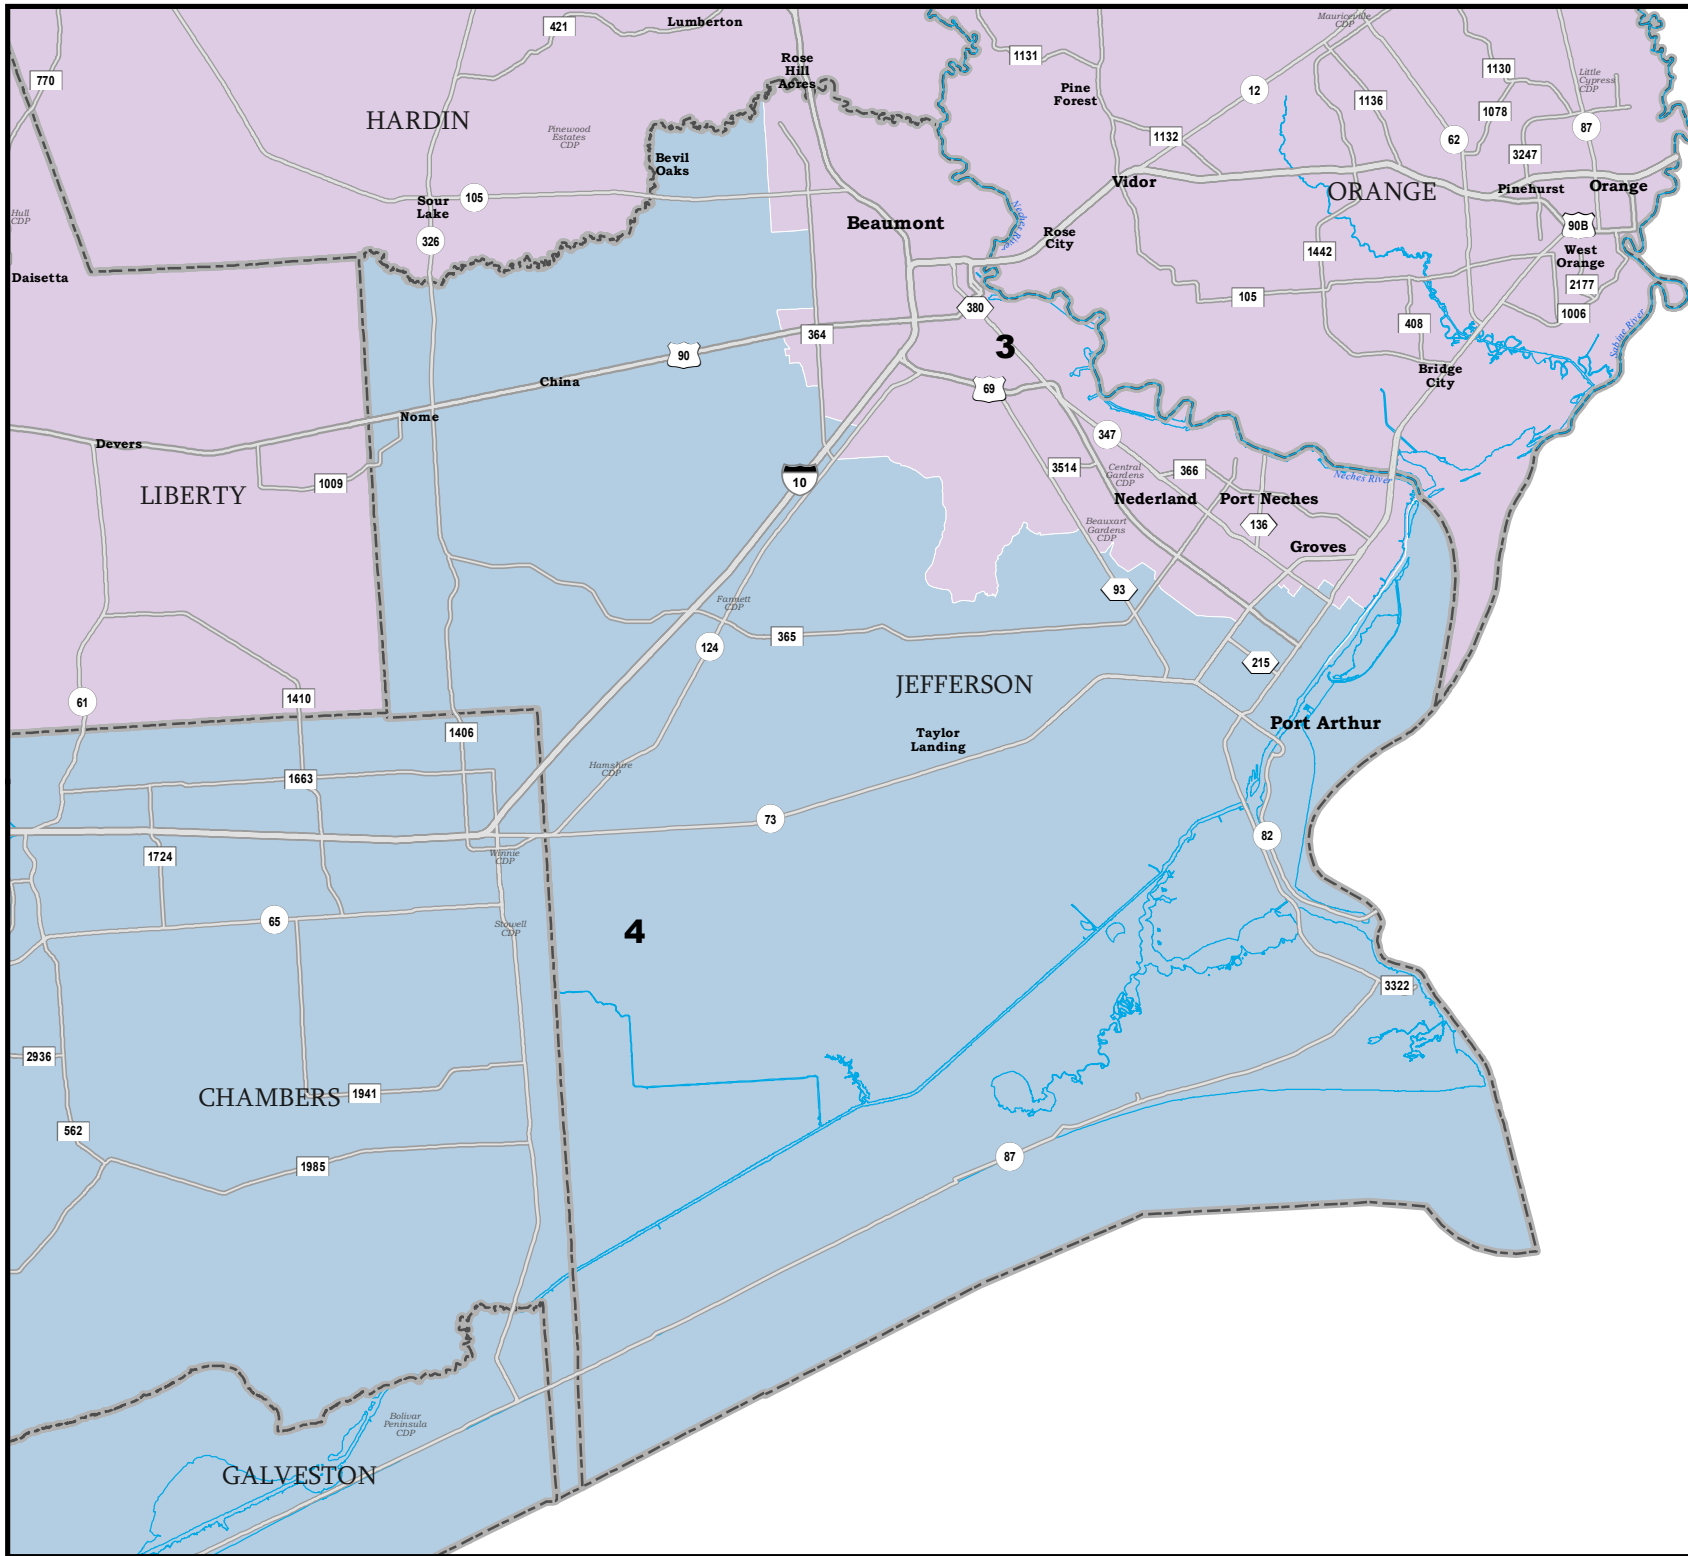 Lumberton
421
Mauriceville
CDP
770
Rose
Hill
Acres
1131
1130
Little
Cypress
CDP
Pine
Forest
12
1136
1078
HARDIN
Pinewood
Estates
CDP
1132
62
87
3247
Bevil
Oaks
Vidor
ORANGE
Pinehurst
Orange
105
Sour
Lake
Hull
CDP
Beaumont
Neches River
Rose
City
90B
326
1442
West
Orange
Daisetta
2177
105
380
1006
408
364
3
Sabine River
90
Bridge
City
China
69
Nome
Devers
347
3514
366
Central
Gardens
CDP
Neches River
1009
10
LIBERTY
Nederland
Port Neches
Beauxart
Gardens
CDP
136
Groves
93
Fannett
CDP
365
124
215
JEFFERSON
61
1410
Port Arthur
1406
Taylor
Landing
Hamshire
CDP
1663
73
82
1724
Winnie
CDP
65
Stowell
CDP
4
3322
2936
CHAMBERS
1941
562
87
1985
Bolivar
Peninsula
CDP
GALVESTON